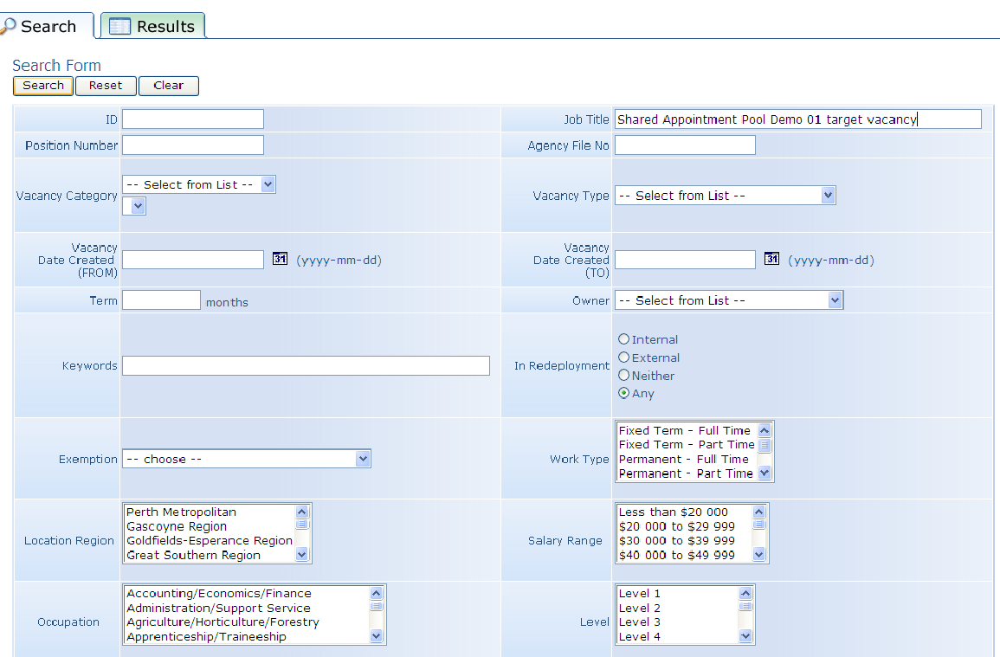 Search
Results
Search Form
Search Reset Clear
ID
Job Title Shared Appointment Pool Demo 01 target vacancy
Position Number
Agency File No
Vacancy Category -- Select from List --
Vacancy Type -- Select from List --
Vacancy
Date Created
(FROM)
31 (yyyy-mm-dd)
Vacancy
Date Created
(TO)
31 (yyyy-mm-dd)
Term months
Owner -- Select from List --
Keywords
In Redeployment
Internal
External
Neither
Any
Exemption -- choose --
Work Type
Fixed Term - Full Time
Fixed Term - Part Time
Permanent - Full Time
Permanent - Part Time
Location Region
Perth Metropolitan
Gascoyne Region
Goldfields-Esperance Region
Great Southern Region
Salary Range
Less than $20 000
$20 000 to $29 999
$30 000 to $39 999
$40 000 to $49 999
Occupation
Accounting/Economics/Finance
Administration/Support Service
Agriculture/Horticulture/Forestry
Apprenticeship/Traineeship
Level
Level 1
Level 2
Level 3
Level 4